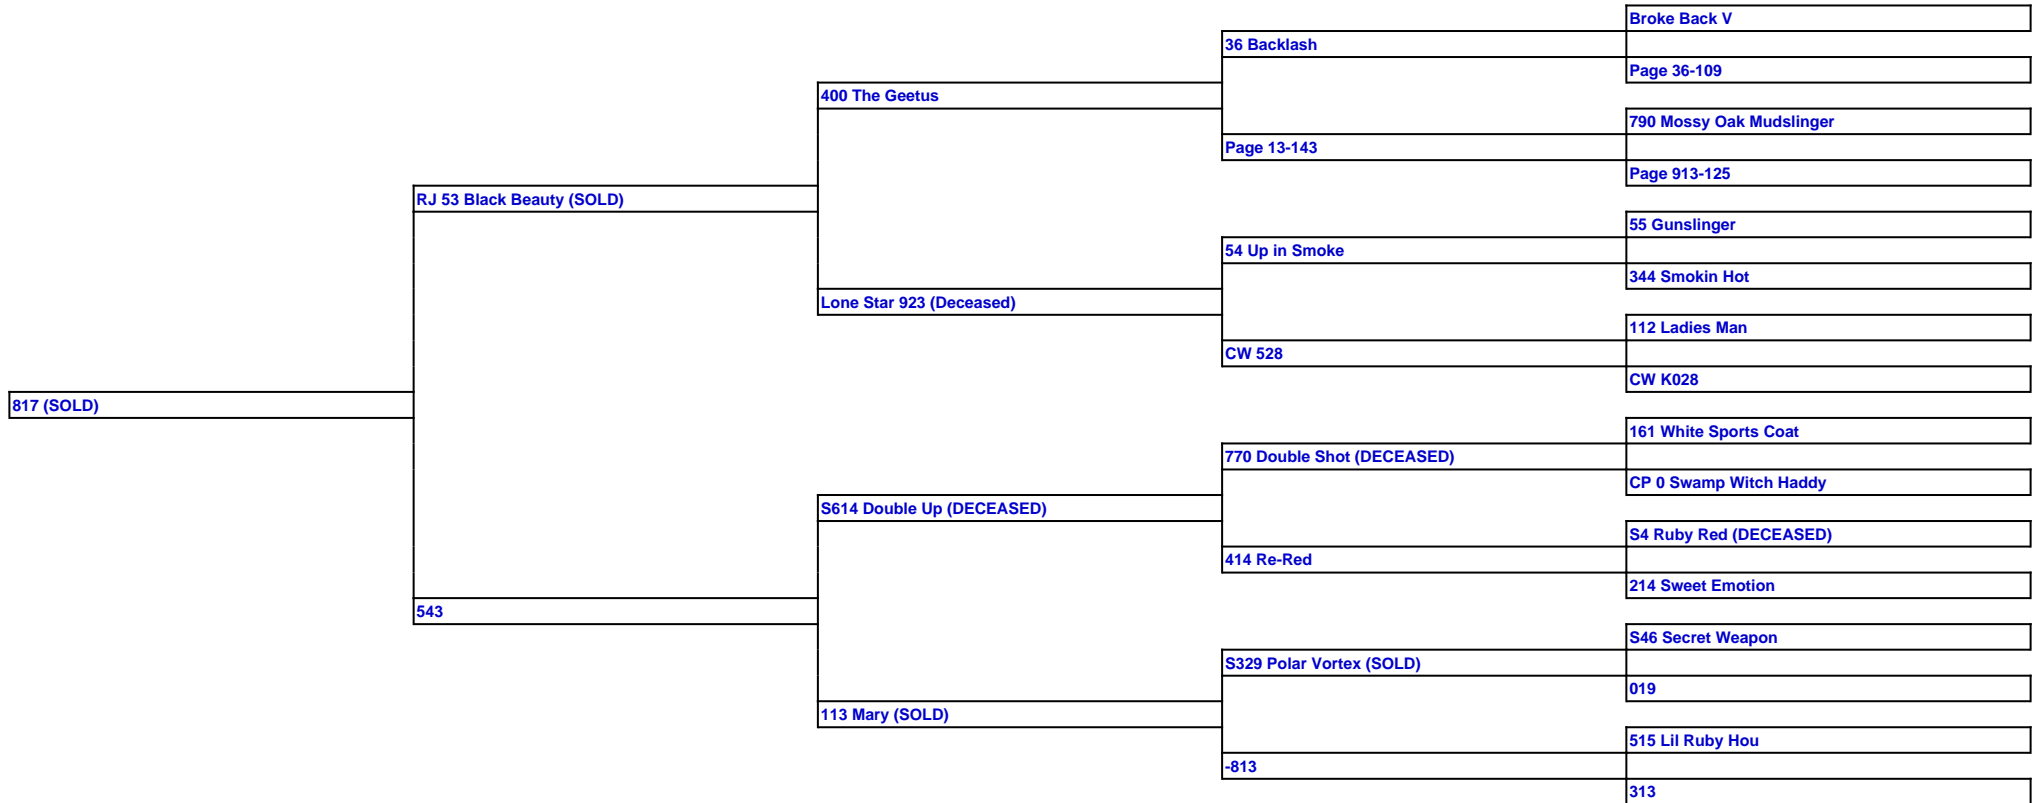 Broke Back V
36 Backlash
Page 36-109
400 The Geetus
790 Mossy Oak Mudslinger
Page 13-143
Page 913-125
RJ 53 Black Beauty (SOLD)
55 Gunslinger
54 Up in Smoke
344 Smokin Hot
Lone Star 923 (Deceased)
112 Ladies Man
CW 528
CW K028
817 (SOLD)
161 White Sports Coat
770 Double Shot (DECEASED)
CP 0 Swamp Witch Haddy
S614 Double Up (DECEASED)
S4 Ruby Red (DECEASED)
414 Re-Red
214 Sweet Emotion
543
S46 Secret Weapon
S329 Polar Vortex (SOLD)
019
113 Mary (SOLD)
515 Lil Ruby Hou
-813
313